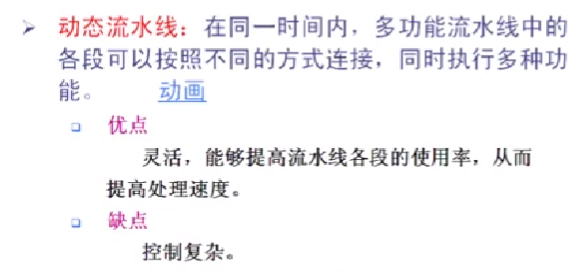 动态流水线：在同一时间内，多功能流水线中的
各段可以按照不同的方式连接，同时执行多种功
能。 动画
优点
灵活，能够提高流水线各段的使用率，从而
提高处理速度。
缺点
控制复杂。